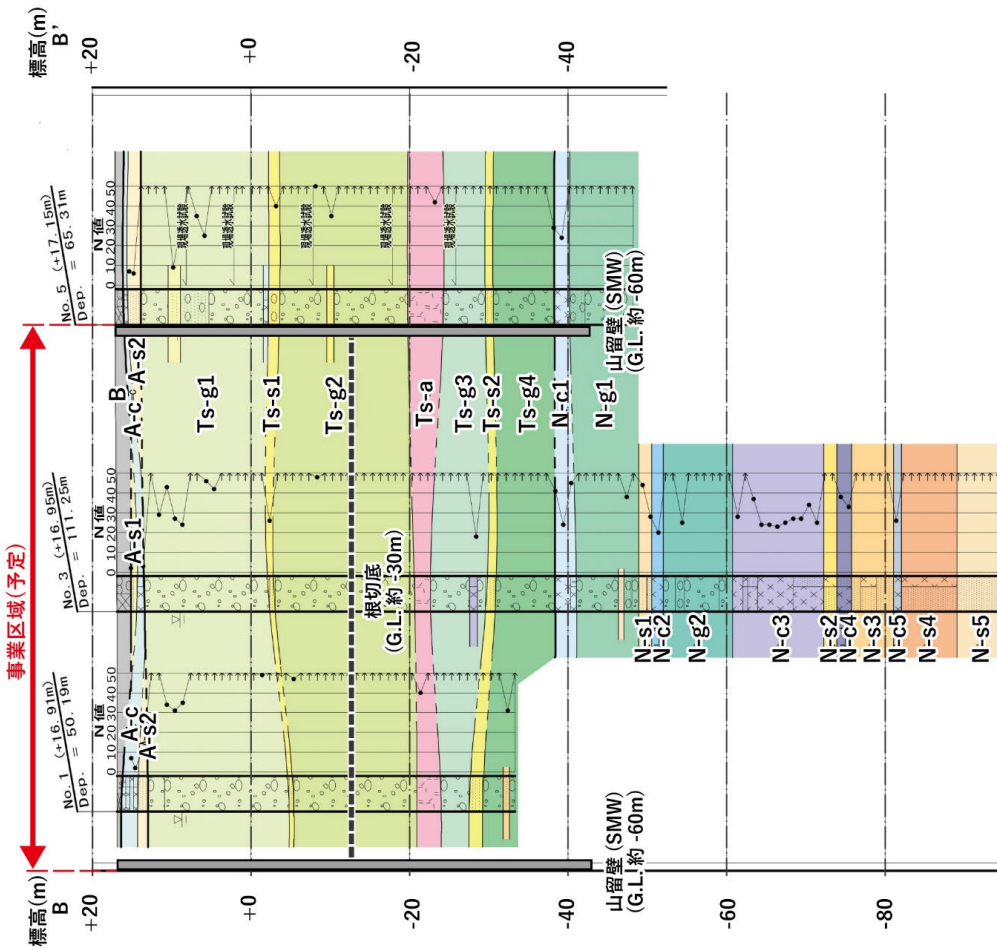 事業区域(予定)
標高(m)
B
標高(m)
B'
+20
+0
-20
-40
-60
-80
+20
+0
-20
-40
No. 1 (+16.91m)
Dep. = 50.19m
N値
0 10 20 30 40 50
No. 3 (+16.95m)
Dep. = 111.25m
N値
0 10 20 30 40 50
No. 5 (+17.15m)
Dep. = 65.31m
N値
0 10 20 30 40 50
A-c
A-s2
A-s1
B
A-c
A-s2
Ts-g1
Ts-s1
Ts-g2
Ts-a
Ts-g3
Ts-s2
Ts-g4
N-c1
N-g1
根切底
(G.L. 約 -30m)
現場透水試験
現場透水試験
現場透水試験
現場透水試験
現場透水試験
山留壁 (SMW)
(G.L. 約 -60m)
山留壁 (SMW)
(G.L. 約 -60m)
N-s1
N-c2
N-g2
N-c3
N-s2
N-c4
N-s3
N-c5
N-s4
N-s5